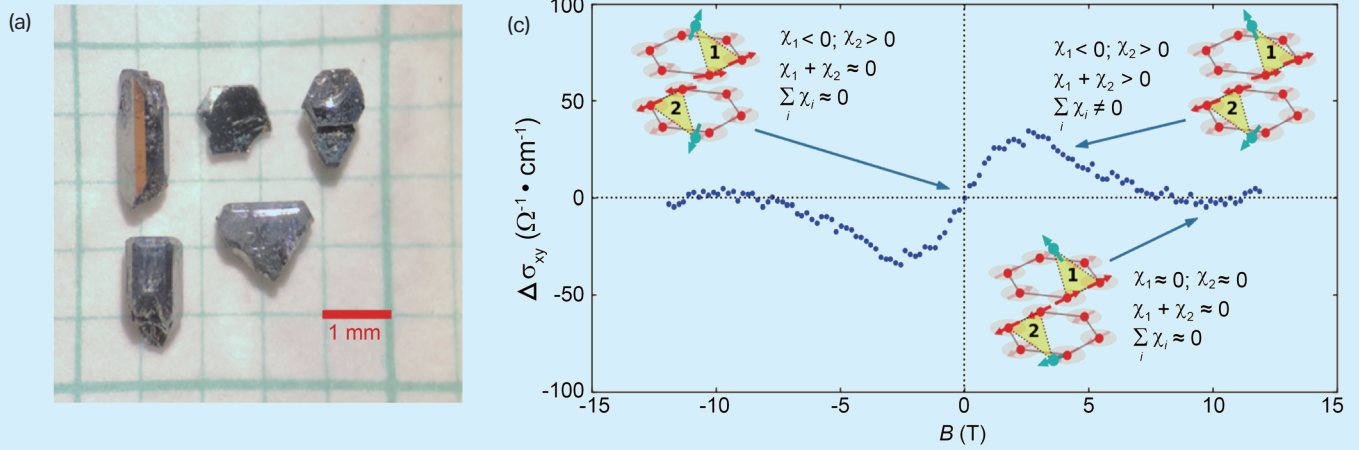 (a)
1 mm
(c)
Δσxy (Ω⁻¹ • cm⁻¹)
100
50
0
-50
-100
-15
-10
-5
0
5
10
15
B (T)
1
2
χ₁ < 0; χ₂ > 0
χ₁ + χ₂ ≈ 0
∑ χᵢ ≈ 0
i
χ₁ < 0; χ₂ > 0
χ₁ + χ₂ > 0
∑ χᵢ ≠ 0
i
1
2
1
2
χ₁ ≈ 0; χ₂ ≈ 0
χ₁ + χ₂ ≈ 0
∑ χᵢ ≈ 0
i